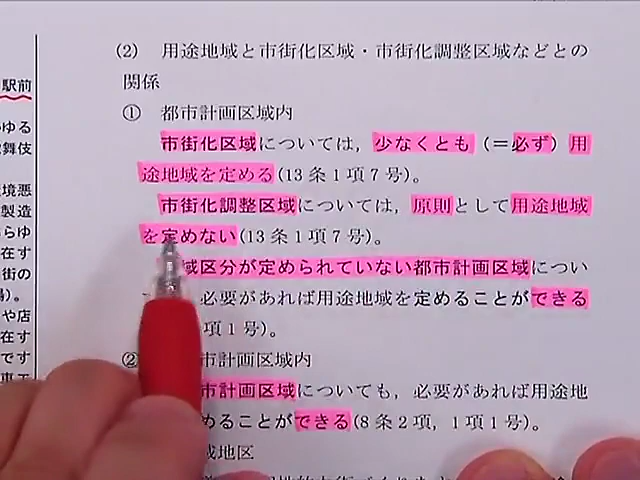 (2) 用途地域と市街化区域・市街化調整区域などとの
関係
① 都市計画区域内
市街化区域については，少なくとも（＝必ず）用
途地域を定める(13条1項7号)。
市街化調整区域については，原則として用途地域
を定めない(13条1項7号)。
域区分が定められていない都市計画区域につい
必要があれば用途地域を定めることができる
項1号)。
② 市計画区域内
市計画区域についても，必要があれば用途地
めることができる(8条2項，1項1号)。
域地区
駅前
ゆる
歌舞伎
境悪
製造
らゆ
在す
街の
)。
や店
在す
です